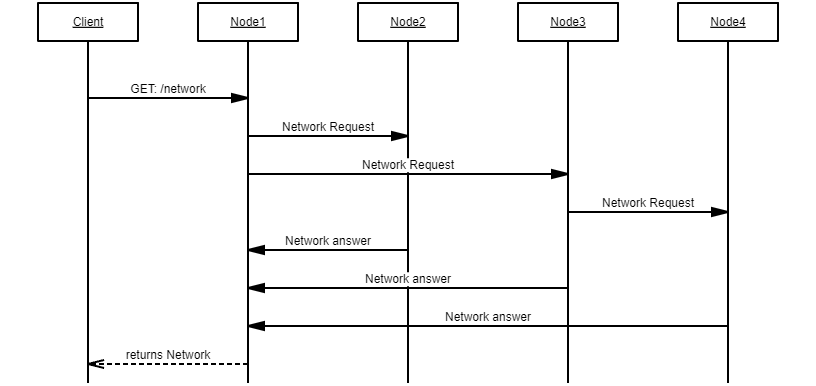 Client
Node1
Node2
Node3
Node4
GET: /network
Network Request
Network Request
Network Request
Network answer
Network answer
Network answer
returns Network